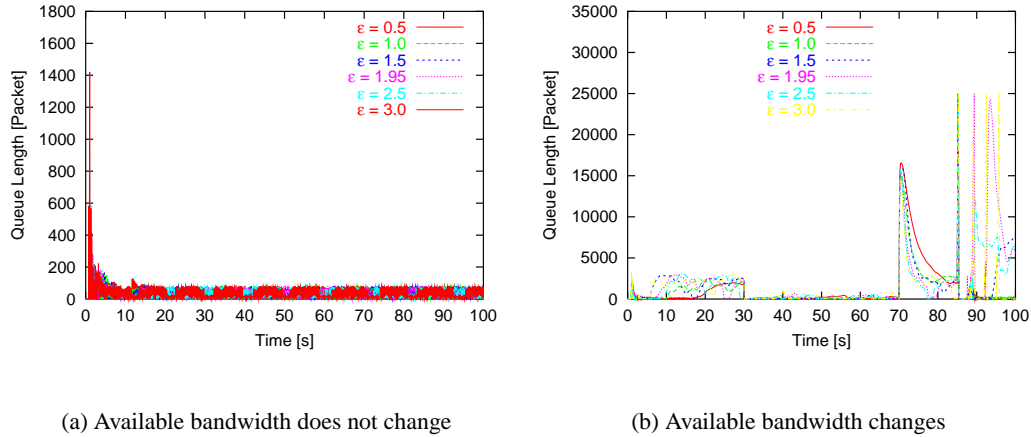 1800
1600
1400
1200
1000
800
600
400
200
0
Queue Length [Packet]
ε = 0.5
ε = 1.0
ε = 1.5
ε = 1.95
ε = 2.5
ε = 3.0
0 10 20 30 40 50 60 70 80 90 100
Time [s]
(a) Available bandwidth does not change
35000
30000
25000
20000
15000
10000
5000
0
Queue Length [Packet]
ε = 0.5
ε = 1.0
ε = 1.5
ε = 1.95
ε = 2.5
ε = 3.0
0 10 20 30 40 50 60 70 80 90 100
Time [s]
(b) Available bandwidth changes